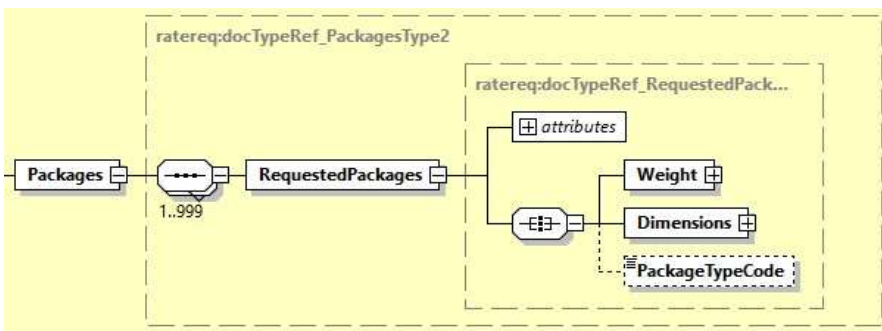 ratereq:docTypeRef_PackagesType2
ratereq:docTypeRef_RequestedPack...
attributes
Packages
RequestedPackages
Weight
1..999
Dimensions
PackageTypeCode